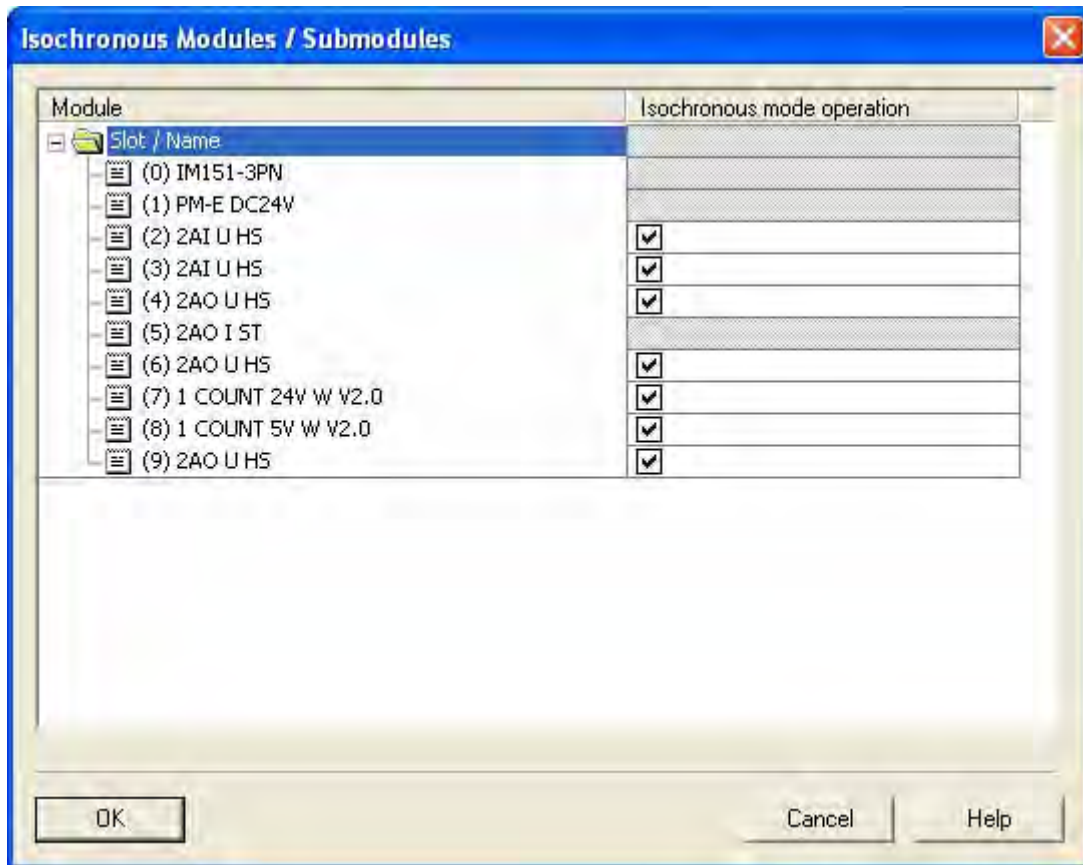 Isochronous Modules / Submodules
Module Isochronous mode operation
Slot / Name
(0) IM151-3PN
(1) PM-E DC24V
(2) 2AI U HS
(3) 2AI U HS
(4) 2AO U HS
(5) 2AO I ST
(6) 2AO U HS
(7) 1 COUNT 24V W V2.0
(8) 1 COUNT 5V W V2.0
(9) 2AO U HS
OK Cancel Help